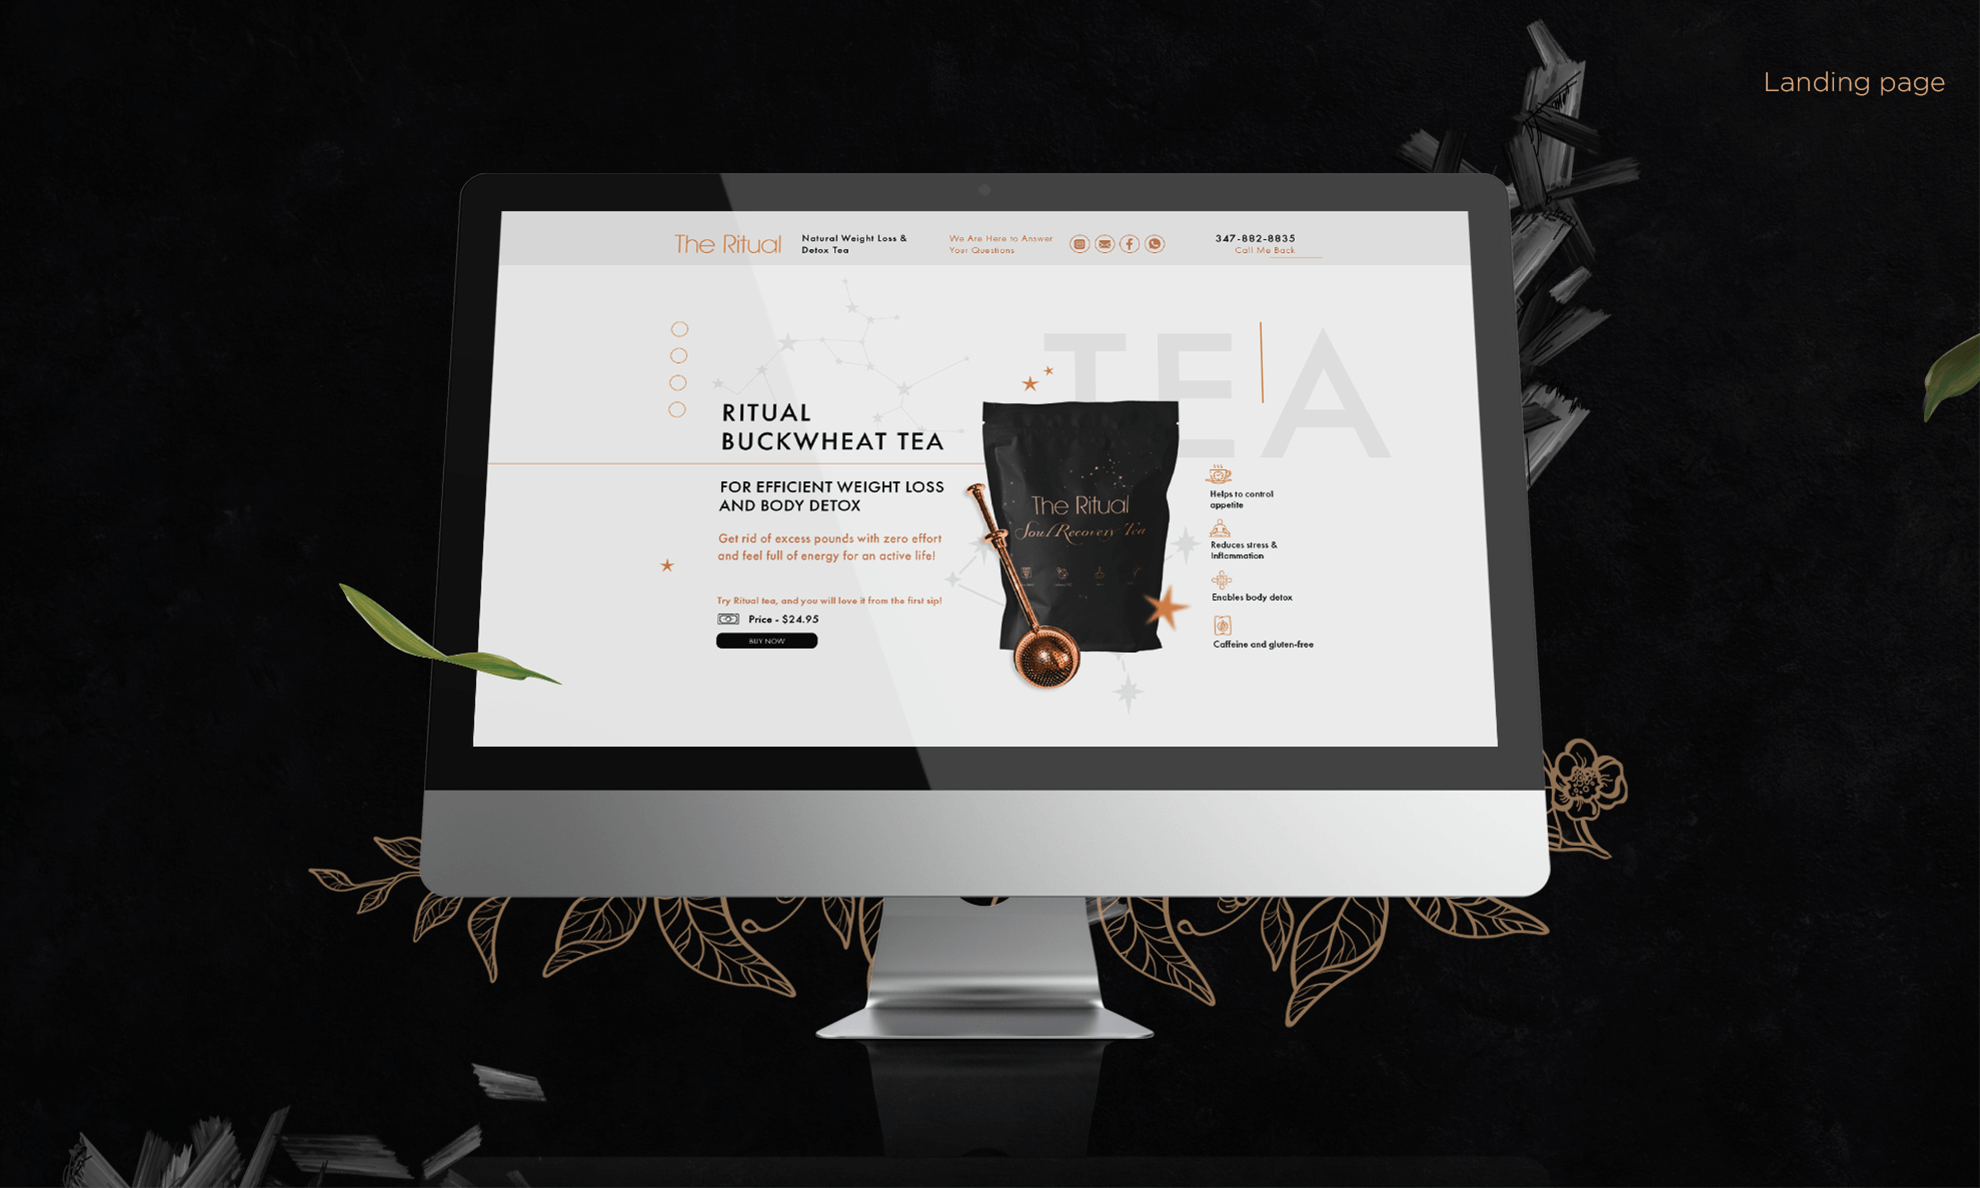 Landing page
The Ritual
Natural Weight Loss &
Detox Tea
We Are Here to Answer
Your Questions
347-882-8835
Call Me Back
TEA
RITUAL
BUCKWHEAT TEA
FOR EFFICIENT WEIGHT LOSS
AND BODY DETOX
Get rid of excess pounds with zero effort
and feel full of energy for an active life!
Try Ritual tea, and you will love it from the first sip!
Price - $24.95
BUY NOW
The Ritual
Soul Recovery Tea
Helps to control
appetite
Reduces stress &
Inflammation
Enables body detox
Caffeine and gluten-free